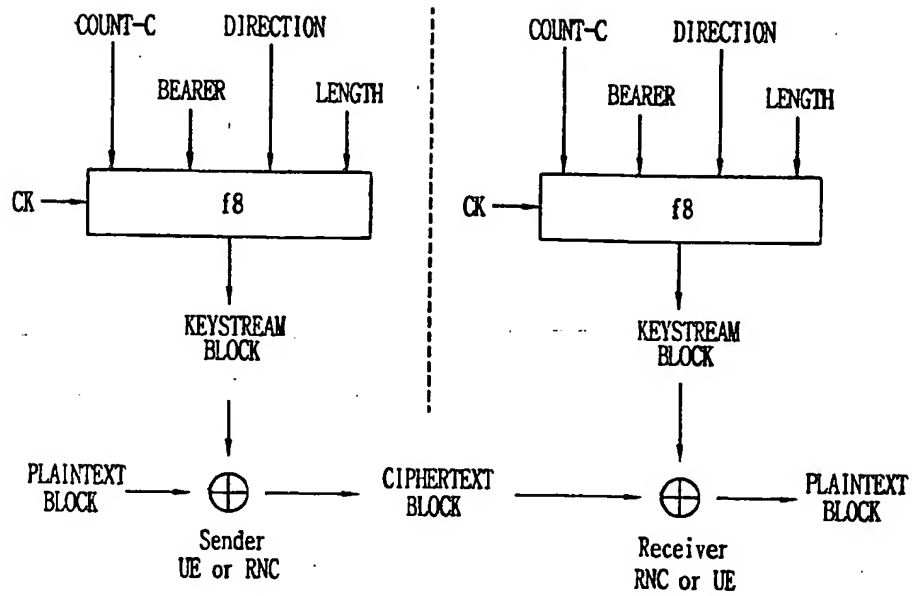 COUNT-C DIRECTION
BEARER LENGTH
CK f8
KEYSTREAM
BLOCK
PLAINTEXT
BLOCK
Sender
UE or RNC
CIPHERTEXT
BLOCK
COUNT-C DIRECTION
BEARER LENGTH
CK f8
KEYSTREAM
BLOCK
Receiver
RNC or UE
PLAINTEXT
BLOCK